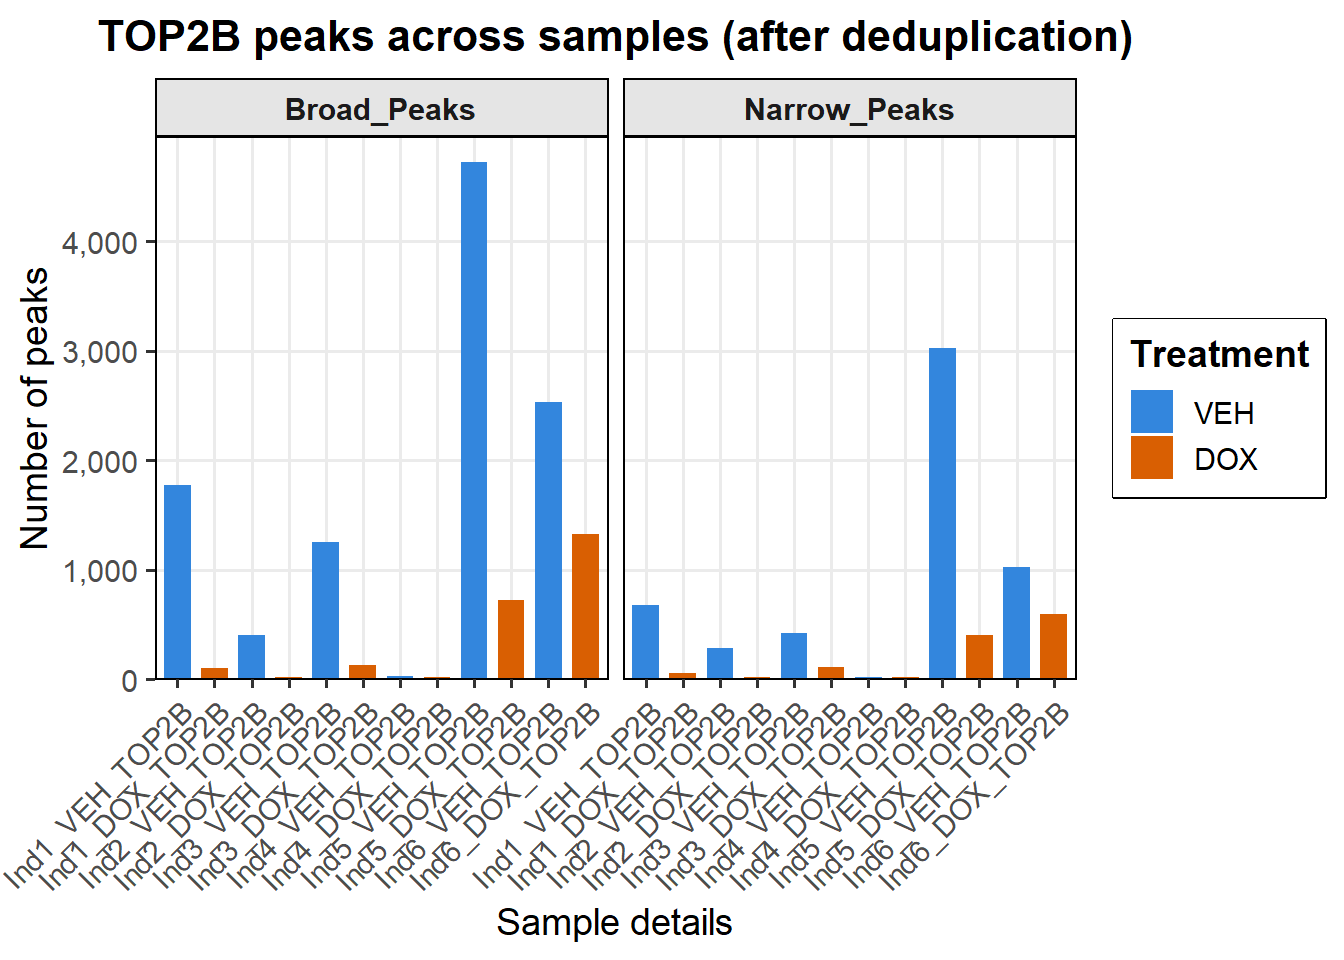 TOP2B peaks across samples (after deduplication)
Broad_Peaks
Narrow_Peaks
Number of peaks
4,000
3,000
2,000
1,000
0
Treatment
VEH
DOX
Ind1_VEH_TOP2B
Ind1_DOX_TOP2B
Ind2_VEH_TOP2B
Ind2_DOX_TOP2B
Ind3_VEH_TOP2B
Ind3_DOX_TOP2B
Ind4_VEH_TOP2B
Ind4_DOX_TOP2B
Ind5_VEH_TOP2B
Ind5_DOX_TOP2B
Ind6_VEH_TOP2B
Ind6_DOX_TOP2B
Ind1_VEH_TOP2B
Ind1_DOX_TOP2B
Ind2_VEH_TOP2B
Ind2_DOX_TOP2B
Ind3_VEH_TOP2B
Ind3_DOX_TOP2B
Ind4_VEH_TOP2B
Ind4_DOX_TOP2B
Ind5_VEH_TOP2B
Ind5_DOX_TOP2B
Ind6_VEH_TOP2B
Ind6_DOX_TOP2B
Sample details